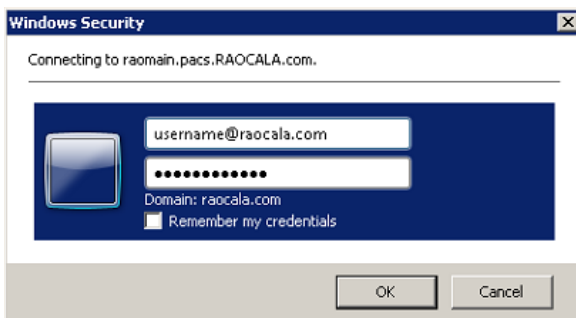 Windows Security
Connecting to raomain.pacs.RAOCALA.com.
username@raocala.com
••••••••••••
Domain: raocala.com
Remember my credentials
OK
Cancel